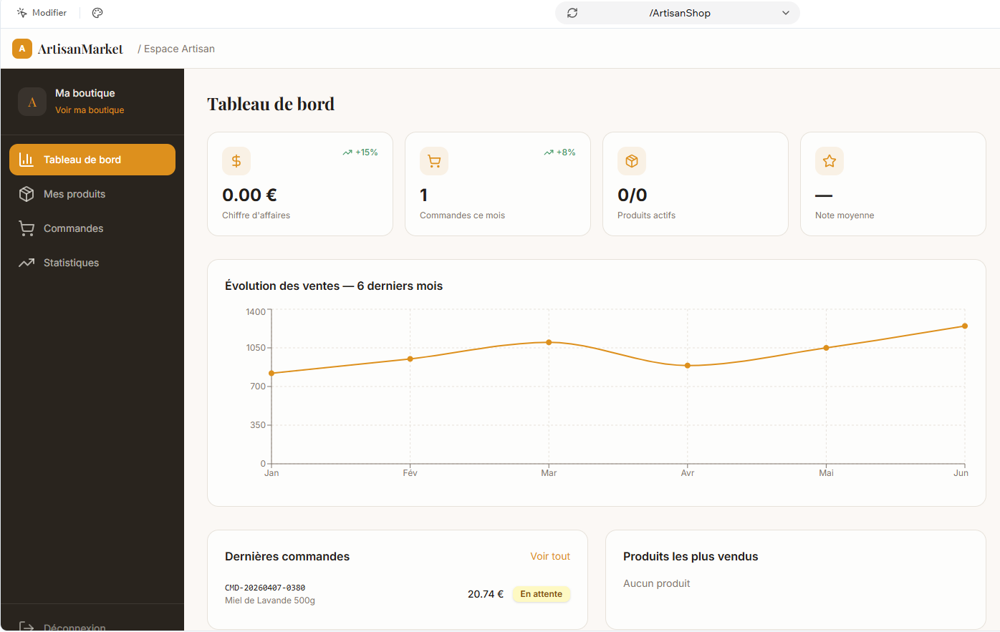 Modifier
/ArtisanShop
A
ArtisanMarket
/ Espace Artisan
A
Ma boutique
Voir ma boutique
Tableau de bord
Mes produits
Commandes
Statistiques
Déconnexion
Tableau de bord
+15%
0.00 €
Chiffre d'affaires
+8%
1
Commandes ce mois
0/0
Produits actifs
—
Note moyenne
Évolution des ventes — 6 derniers mois
1400
1050
700
350
0
Jan
Fév
Mar
Avr
Mai
Jun
Dernières commandes
Voir tout
CMD-20260407-0380
Miel de Lavande 500g
20.74 €
En attente
Produits les plus vendus
Aucun produit